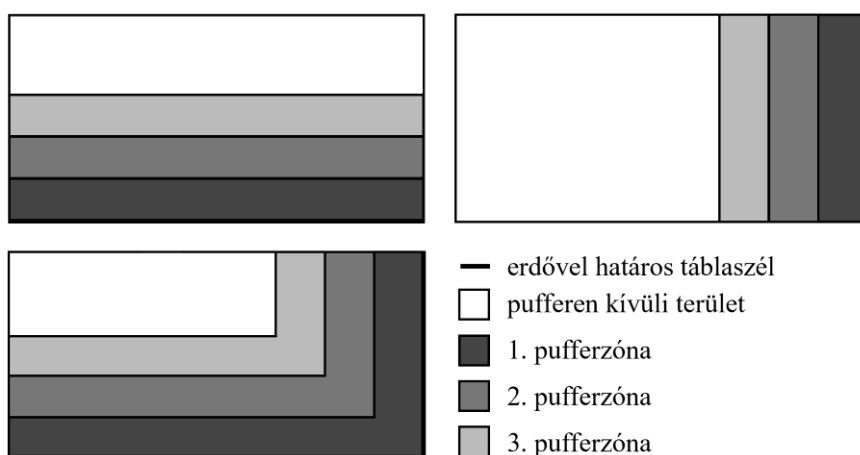 erdővel határos táblaszél
pufferen kívüli terület
1. pufferzóna
2. pufferzóna
3. pufferzóna